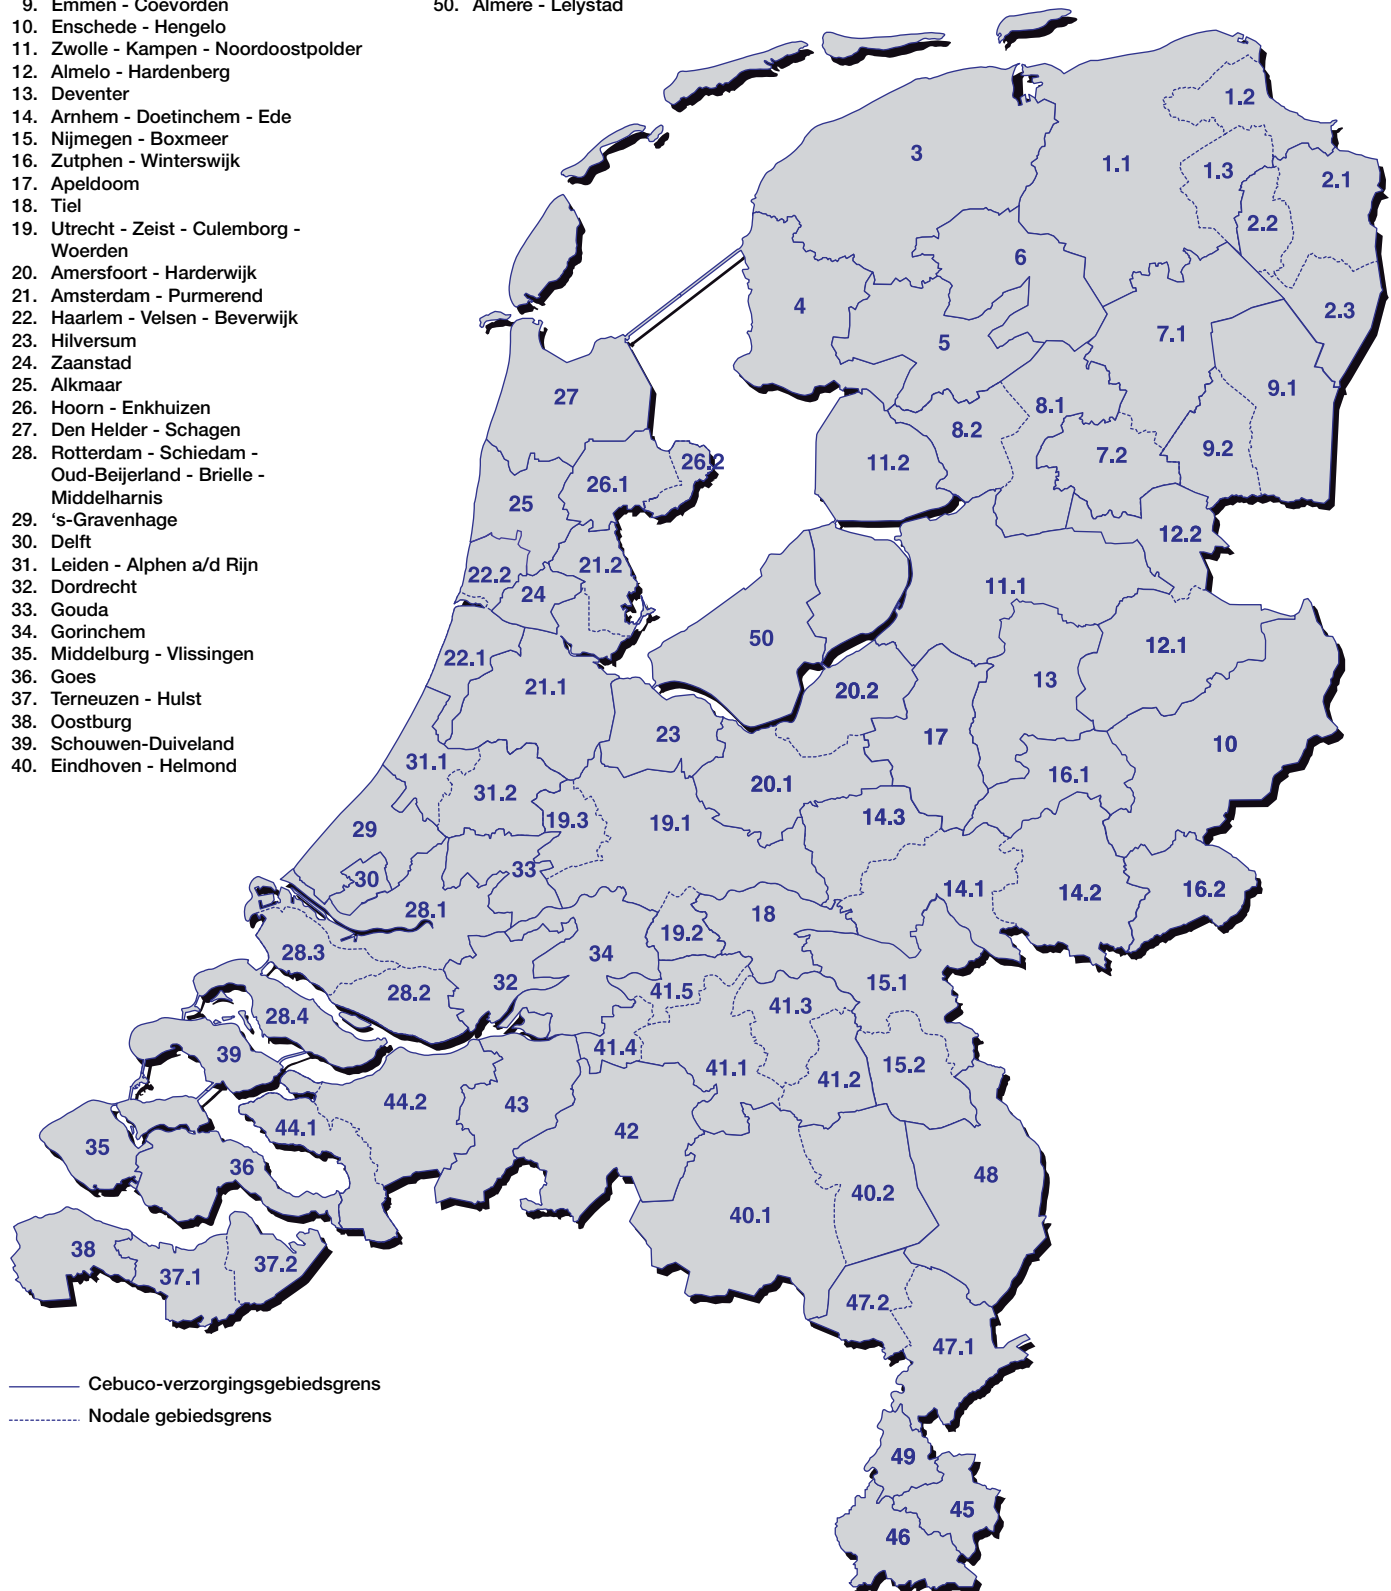 9. Emmen - Coevorden
10. Enschede - Hengelo
11. Zwolle - Kampen - Noordoostpolder
12. Almelo - Hardenberg
13. Deventer
14. Arnhem - Doetinchem - Ede
15. Nijmegen - Boxmeer
16. Zutphen - Winterswijk
17. Apeldoom
18. Tiel
19. Utrecht - Zeist - Culemborg -
Woerden
20. Amersfoort - Harderwijk
21. Amsterdam - Purmerend
22. Haarlem - Velsen - Beverwijk
23. Hilversum
24. Zaanstad
25. Alkmaar
26. Hoorn - Enkhuizen
27. Den Helder - Schagen
28. Rotterdam - Schiedam -
Oud-Beijerland - Brielle -
Middelharnis
29. ‘s-Gravenhage
30. Delft
31. Leiden - Alphen a/d Rijn
32. Dordrecht
33. Gouda
34. Gorinchem
35. Middelburg - Vlissingen
36. Goes
37. Terneuzen - Hulst
38. Oostburg
39. Schouwen-Duiveland
40. Eindhoven - Helmond
50. Almere - Lelystad
1.2
3
1.1
1.3
2.1
2.2
6
4
2.3
7.1
5
9.1
27
8.1
8.2
7.2
9.2
11.2
26.2
26.1
25
12.2
21.2
22.2
24
11.1
50
12.1
22.1
21.1
20.2
13
23
17
10
31.1
16.1
20.1
31.2
19.3
19.1
14.3
29
33
30
14.1
14.2
16.2
28.1
18
19.2
28.3
34
32
15.1
28.2
41.5
41.3
28.4
39
41.4
41.1
15.2
41.2
44.2
43
44.1
42
35
36
48
40.2
40.1
38
37.2
37.1
47.2
47.1
Cebuco-verzorgingsgebiedsgrens
Nodale gebiedsgrens
49
45
46